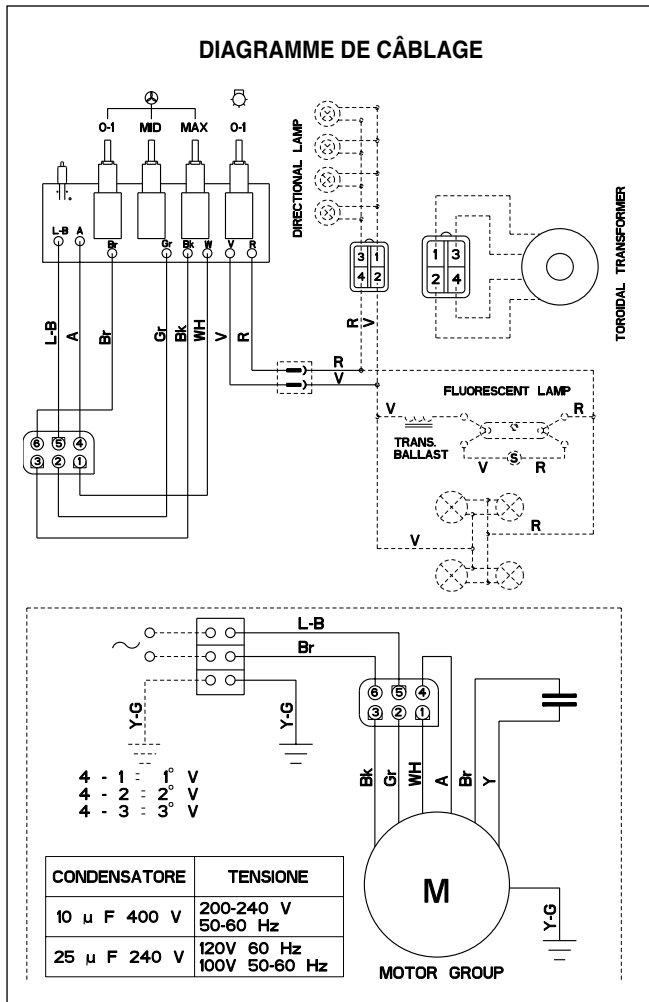 DIAGRAMME DE CÂBLAGE
0-1 MID MAX 0-1
L-B A Br Gr Bk W V R
L-B A Br Gr Bk WH V R
6 5 4
3 2 1
DIRECTIONAL LAMP
3 1
4 2
R V
1 3
2 4
TOROIDAL TRANSFORMER
R
V
FLUORESCENT LAMP
V R
TRANS.
BALLAST
S
V R
V R
L-B
Br
Y-G Y-G
6 5 4
3 2 1
Bk Gr WH A Br Y
4 - 1 = 1° V
4 - 2 = 2° V
4 - 3 = 3° V
M
Y-G
MOTOR GROUP
CONDENSATORE TENSIONE
10 µ F 400 V 200-240 V
50-60 Hz
25 µ F 240 V 120V 60 Hz
100V 50-60 Hz